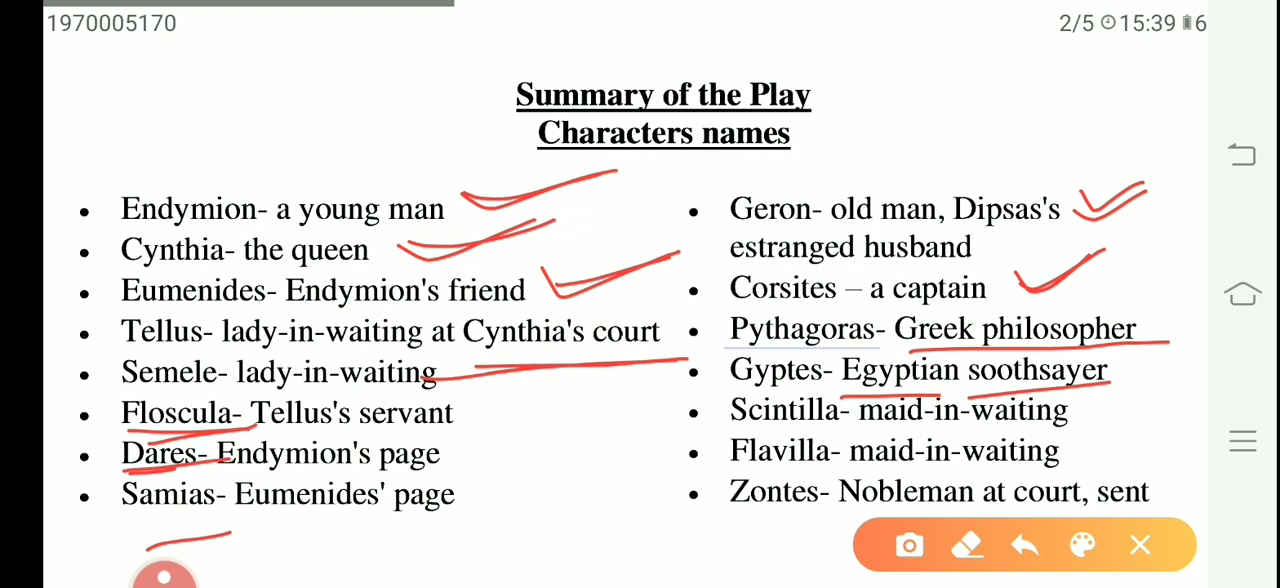 1970005170
2/5 15:39 6
Summary of the Play
Characters names
Endymion- a young man
Cynthia- the queen
Eumenides- Endymion's friend
Tellus- lady-in-waiting at Cynthia's court
Semele- lady-in-waiting
Floscula- Tellus's servant
Dares- Endymion's page
Samias- Eumenides' page
Geron- old man, Dipsas's
estranged husband
Corsites – a captain
Pythagoras- Greek philosopher
Gyptes- Egyptian soothsayer
Scintilla- maid-in-waiting
Flavilla- maid-in-waiting
Zontes- Nobleman at court, sent